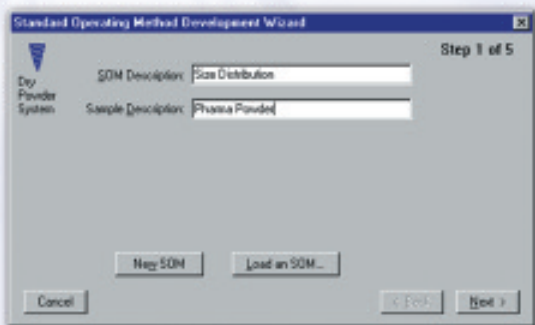 Standard Operating Method Development Wizard
Step 1 of 5
Dry
Powder
System
SOM Description: Size Distribution
Sample Description: Pharma Powder
New SOM
Load an SOM...
Cancel
< Back
Next >